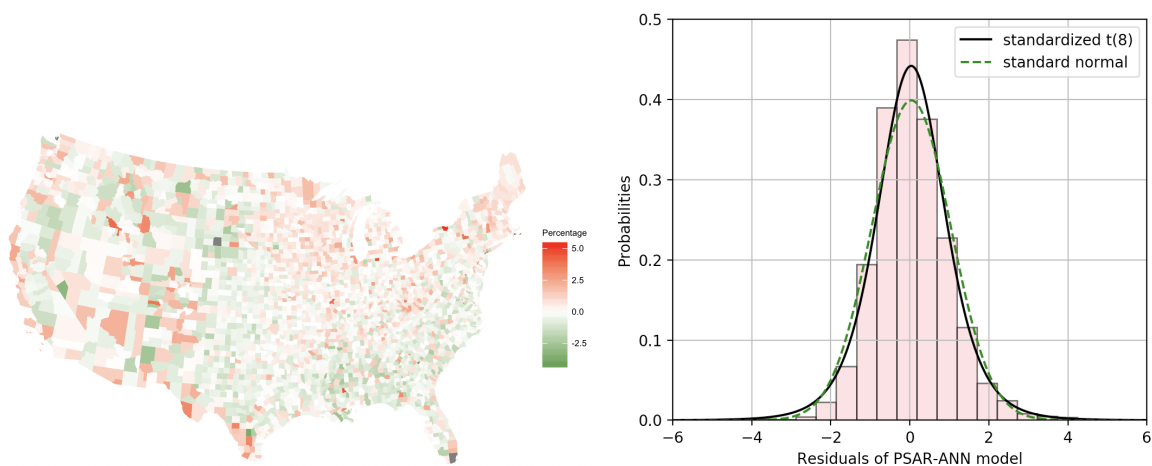 Percentage
5.0
2.5
0.0
-2.5
0.5
0.4
0.3
0.2
0.1
0.0
Probabilities
standardized t(8)
standard normal
−6 −4 −2 0 2 4 6
Residuals of PSAR-ANN model